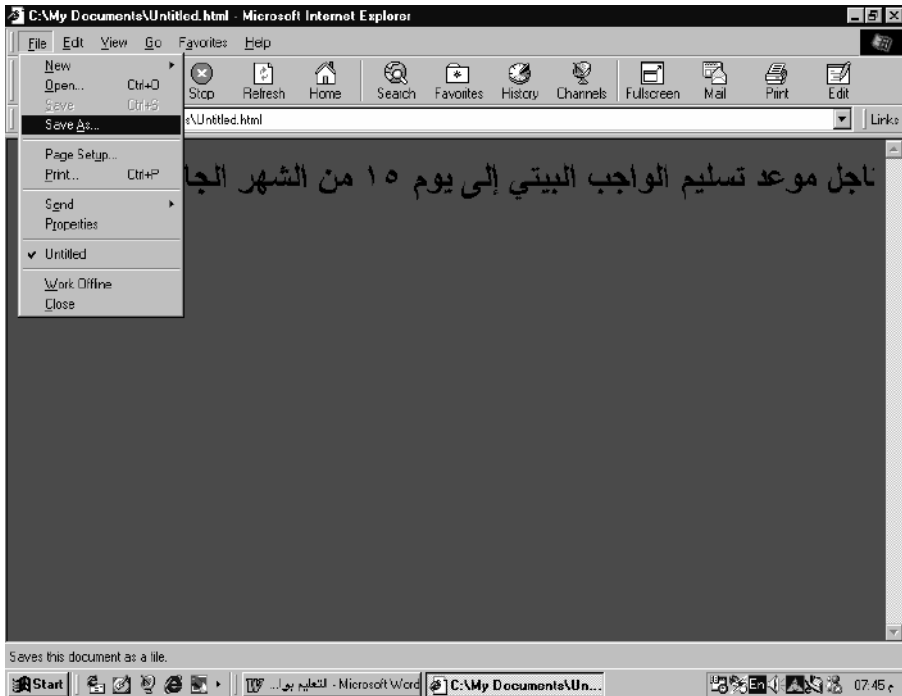 C:\My Documents\Untitled.html - Microsoft Internet Explorer
File Edit View Go Favorites Help
Stop Refresh Home Search Favorites History Channels Fullscreen Mail Print Edit
s\Untitled.html Links
New
Open... Ctrl+O
Save Ctrl+S
Save As...
Page Setup...
Print... Ctrl+P
Send
Properties
Untitled
Work Offline
Close
تاجل موعد تسليم الواجب البيتي إلى يوم ١٥ من الشهر الجا
Saves this document as a file.
Start Microsoft Word - التعليم بوا... C:\My Documents\Un... En 07:45 م